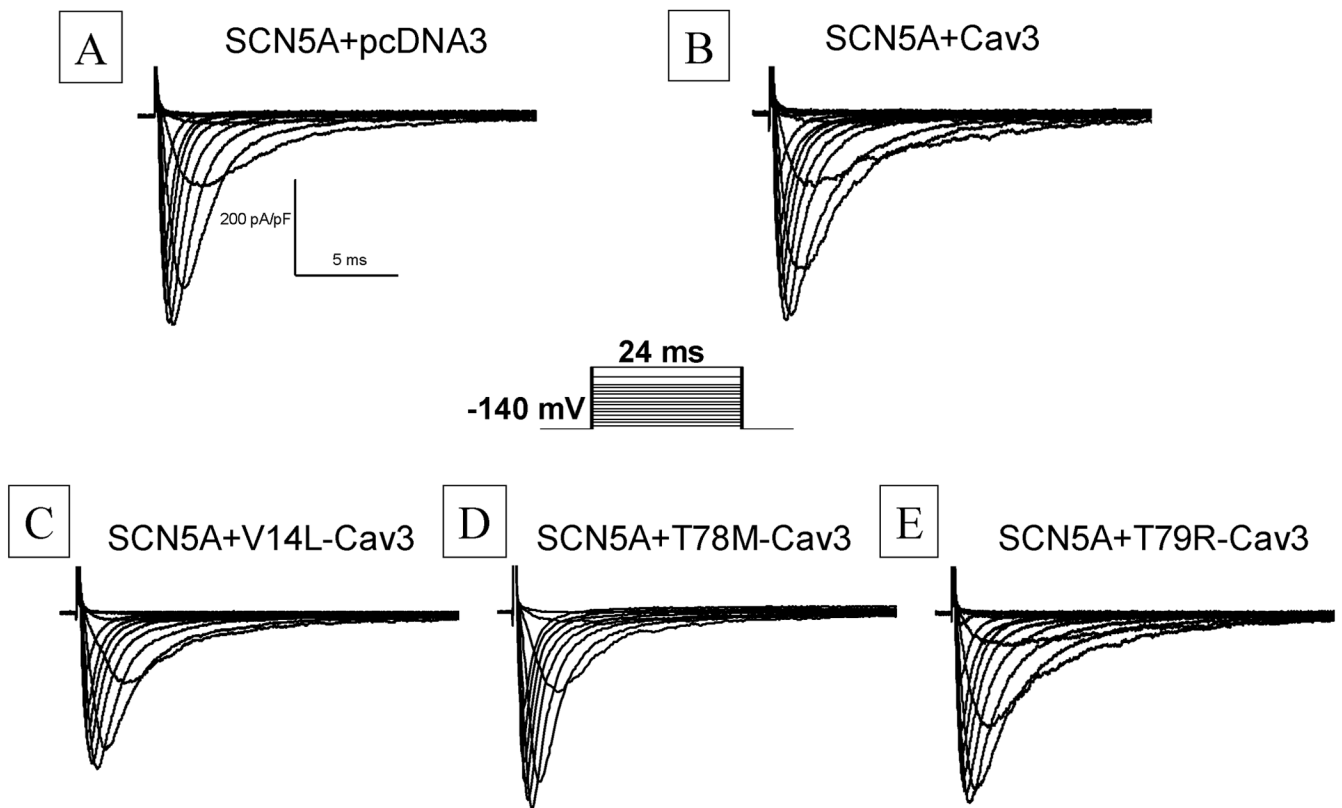 A
SCN5A+pcDNA3
B
SCN5A+Cav3
200 pA/pF
5 ms
24 ms
-140 mV
C
SCN5A+V14L-Cav3
D
SCN5A+T78M-Cav3
E
SCN5A+T79R-Cav3